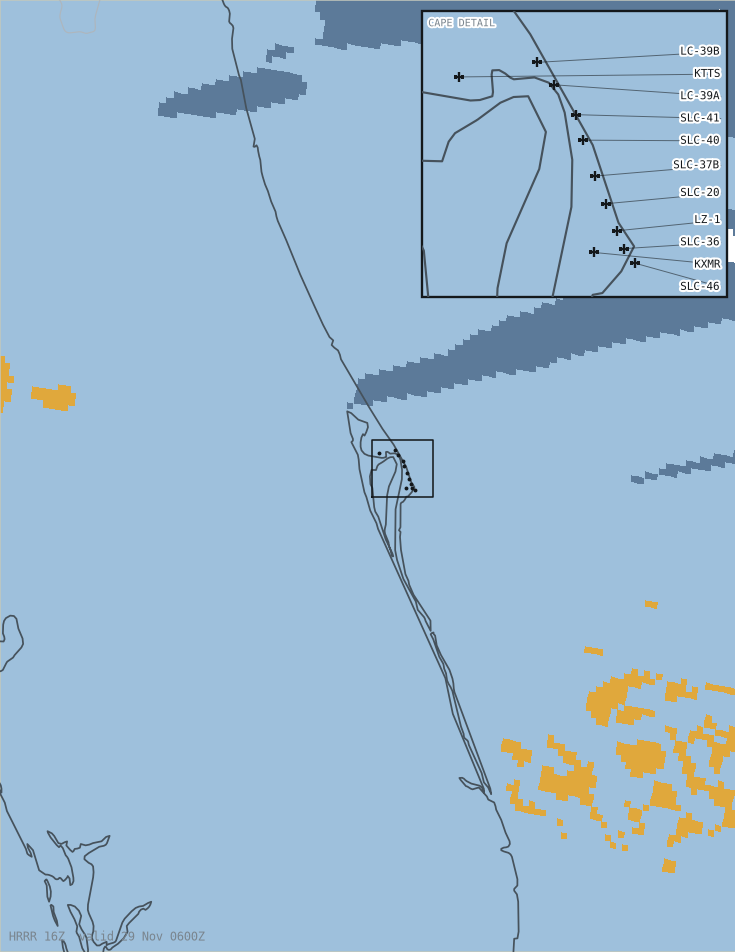 CAPE DETAIL
LC-39B
KTTS
LC-39A
SLC-41
SLC-40
SLC-37B
SLC-20
LZ-1
SLC-36
KXMR
SLC-46
HRRR 16Z  valid 29 Nov 0600Z